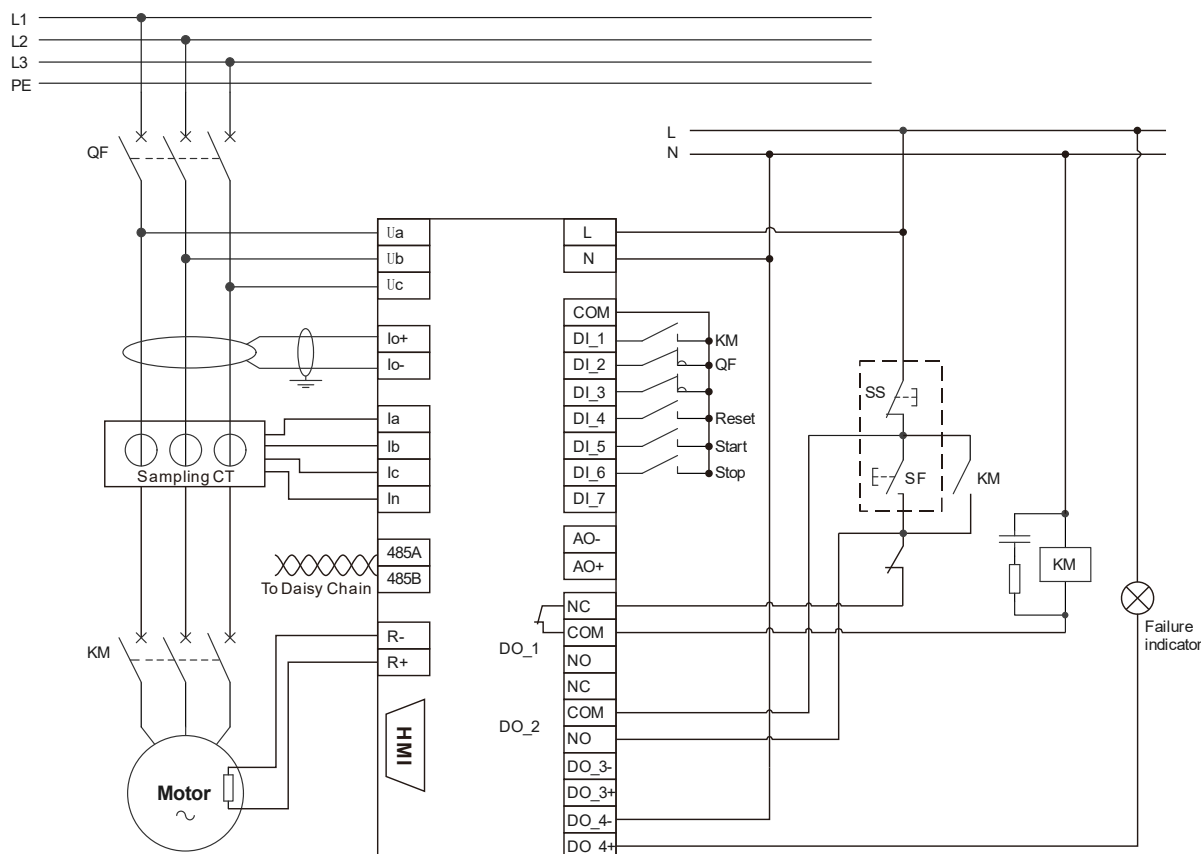 L1
L2
L3
PE
QF
L
N
Ua
Ub
Uc
Io+
Io-
Ia
Ib
Ic
In
Sampling CT
485A
485B
To Daisy Chain
R-
R+
KM
HMI
Motor
L
N
COM
DI_1
KM
DI_2
QF
DI_3
DI_4
Reset
DI_5
Start
DI_6
Stop
DI_7
AO-
AO+
NC
COM
DO_1
NO
NC
COM
DO_2
NO
DO_3-
DO_3+
DO_4-
DO_4+
SS
SF
KM
KM
Failure
indicator